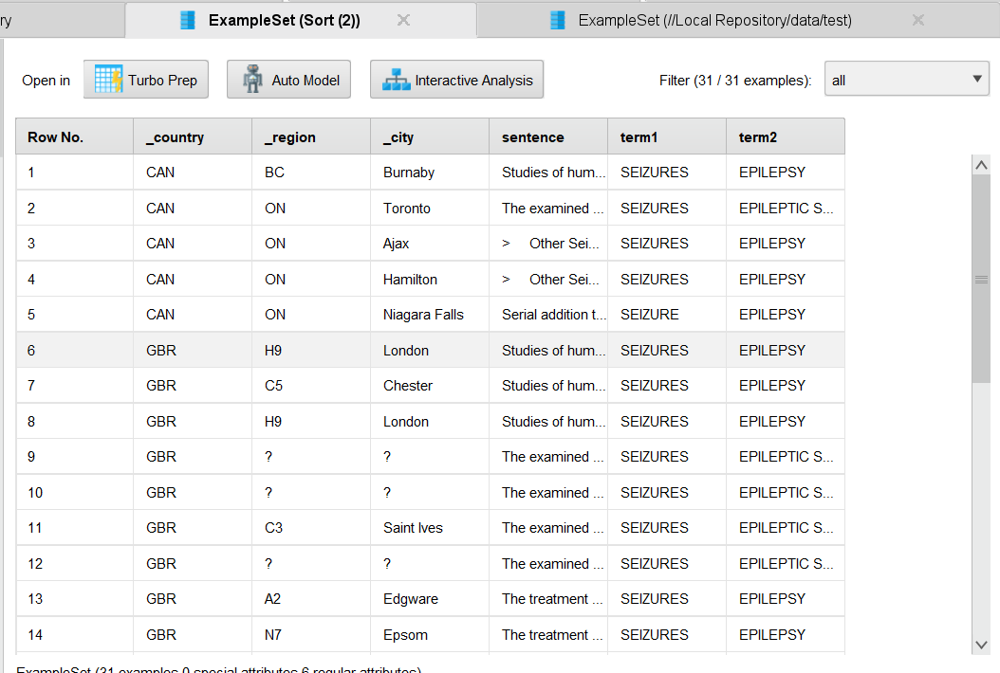 ry ExampleSet (Sort (2)) ExampleSet (//Local Repository/data/test)
Open in Turbo Prep Auto Model Interactive Analysis Filter (31 / 31 examples): all
Row No. _country _region _city sentence term1 term2
1 CAN BC Burnaby Studies of hum... SEIZURES EPILEPSY
2 CAN ON Toronto The examined ... SEIZURES EPILEPTIC S...
3 CAN ON Ajax > Other Sei... SEIZURES EPILEPSY
4 CAN ON Hamilton > Other Sei... SEIZURES EPILEPSY
5 CAN ON Niagara Falls Serial addition t... SEIZURE EPILEPSY
6 GBR H9 London Studies of hum... SEIZURES EPILEPSY
7 GBR C5 Chester Studies of hum... SEIZURES EPILEPSY
8 GBR H9 London Studies of hum... SEIZURES EPILEPSY
9 GBR ? ? The examined ... SEIZURES EPILEPTIC S...
10 GBR ? ? The examined ... SEIZURES EPILEPTIC S...
11 GBR C3 Saint Ives The examined ... SEIZURES EPILEPTIC S...
12 GBR ? ? The examined ... SEIZURES EPILEPTIC S...
13 GBR A2 Edgware The treatment ... SEIZURES EPILEPSY
14 GBR N7 Epsom The treatment ... SEIZURES EPILEPSY
ExampleSet (31 examples,0 special attributes,6 regular attributes)